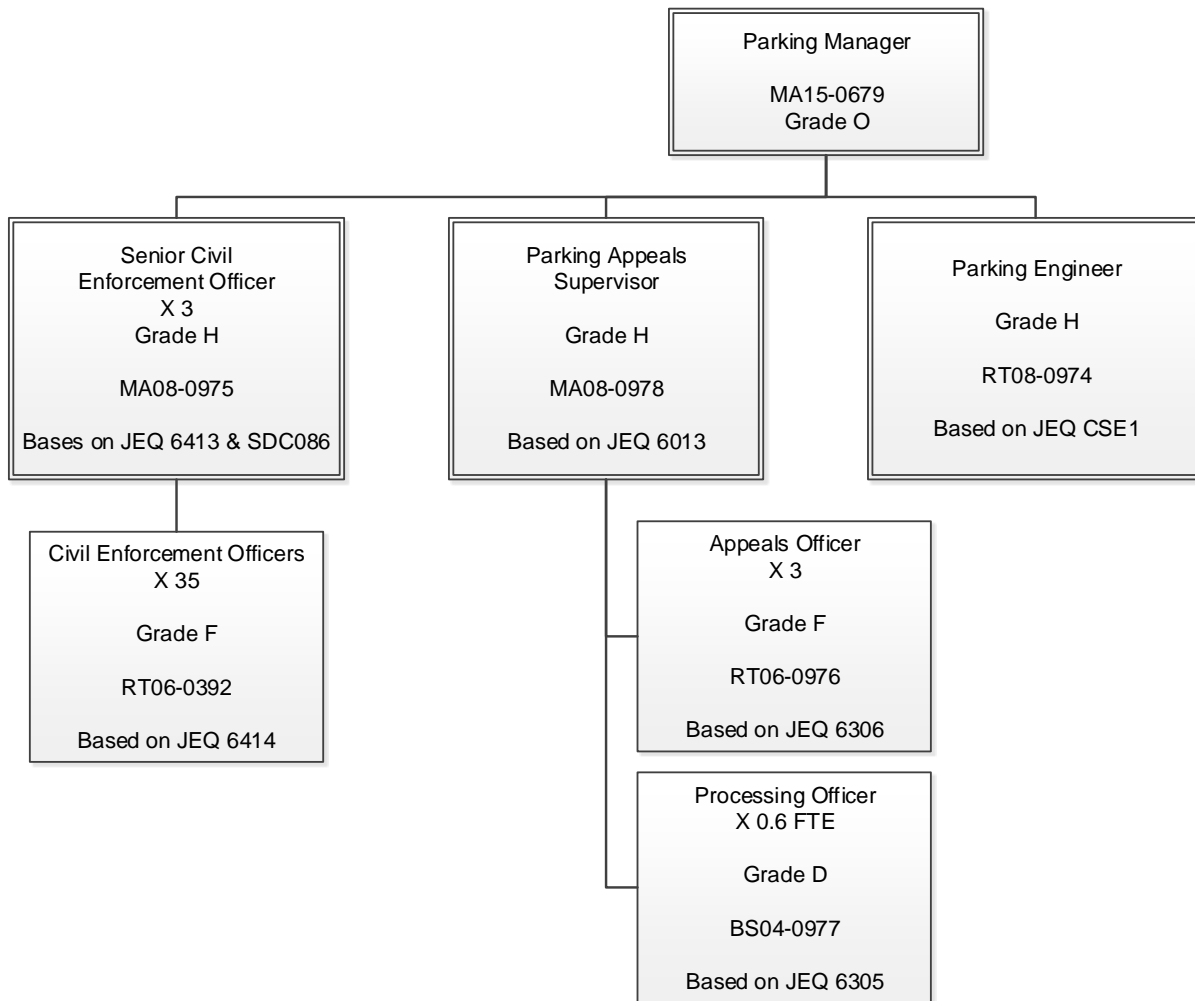 Parking Manager
MA15-0679
Grade O
Senior Civil
Enforcement Officer
X 3
Grade H
MA08-0975
Bases on JEQ 6413 & SDC086
Parking Appeals
Supervisor
Grade H
MA08-0978
Based on JEQ 6013
Parking Engineer
Grade H
RT08-0974
Based on JEQ CSE1
Civil Enforcement Officers
X 35
Grade F
RT06-0392
Based on JEQ 6414
Appeals Officer
X 3
Grade F
RT06-0976
Based on JEQ 6306
Processing Officer
X 0.6 FTE
Grade D
BS04-0977
Based on JEQ 6305